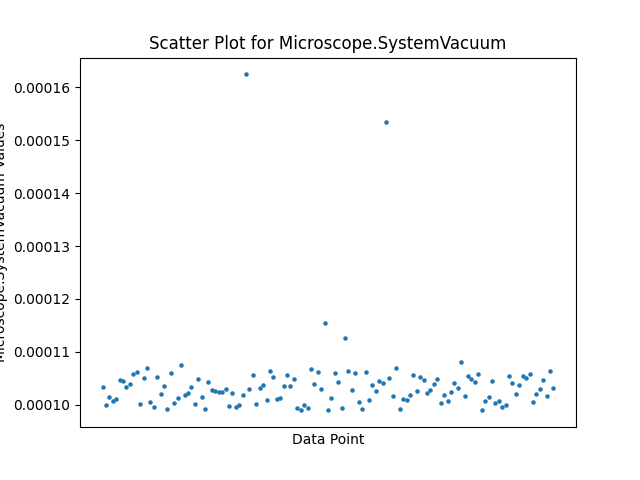 Scatter Plot for Microscope.SystemVacuum
0.00016
0.00015
0.00014
0.00013
0.00012
0.00011
0.00010
Microscope.SystemVacuum Values
Data Point